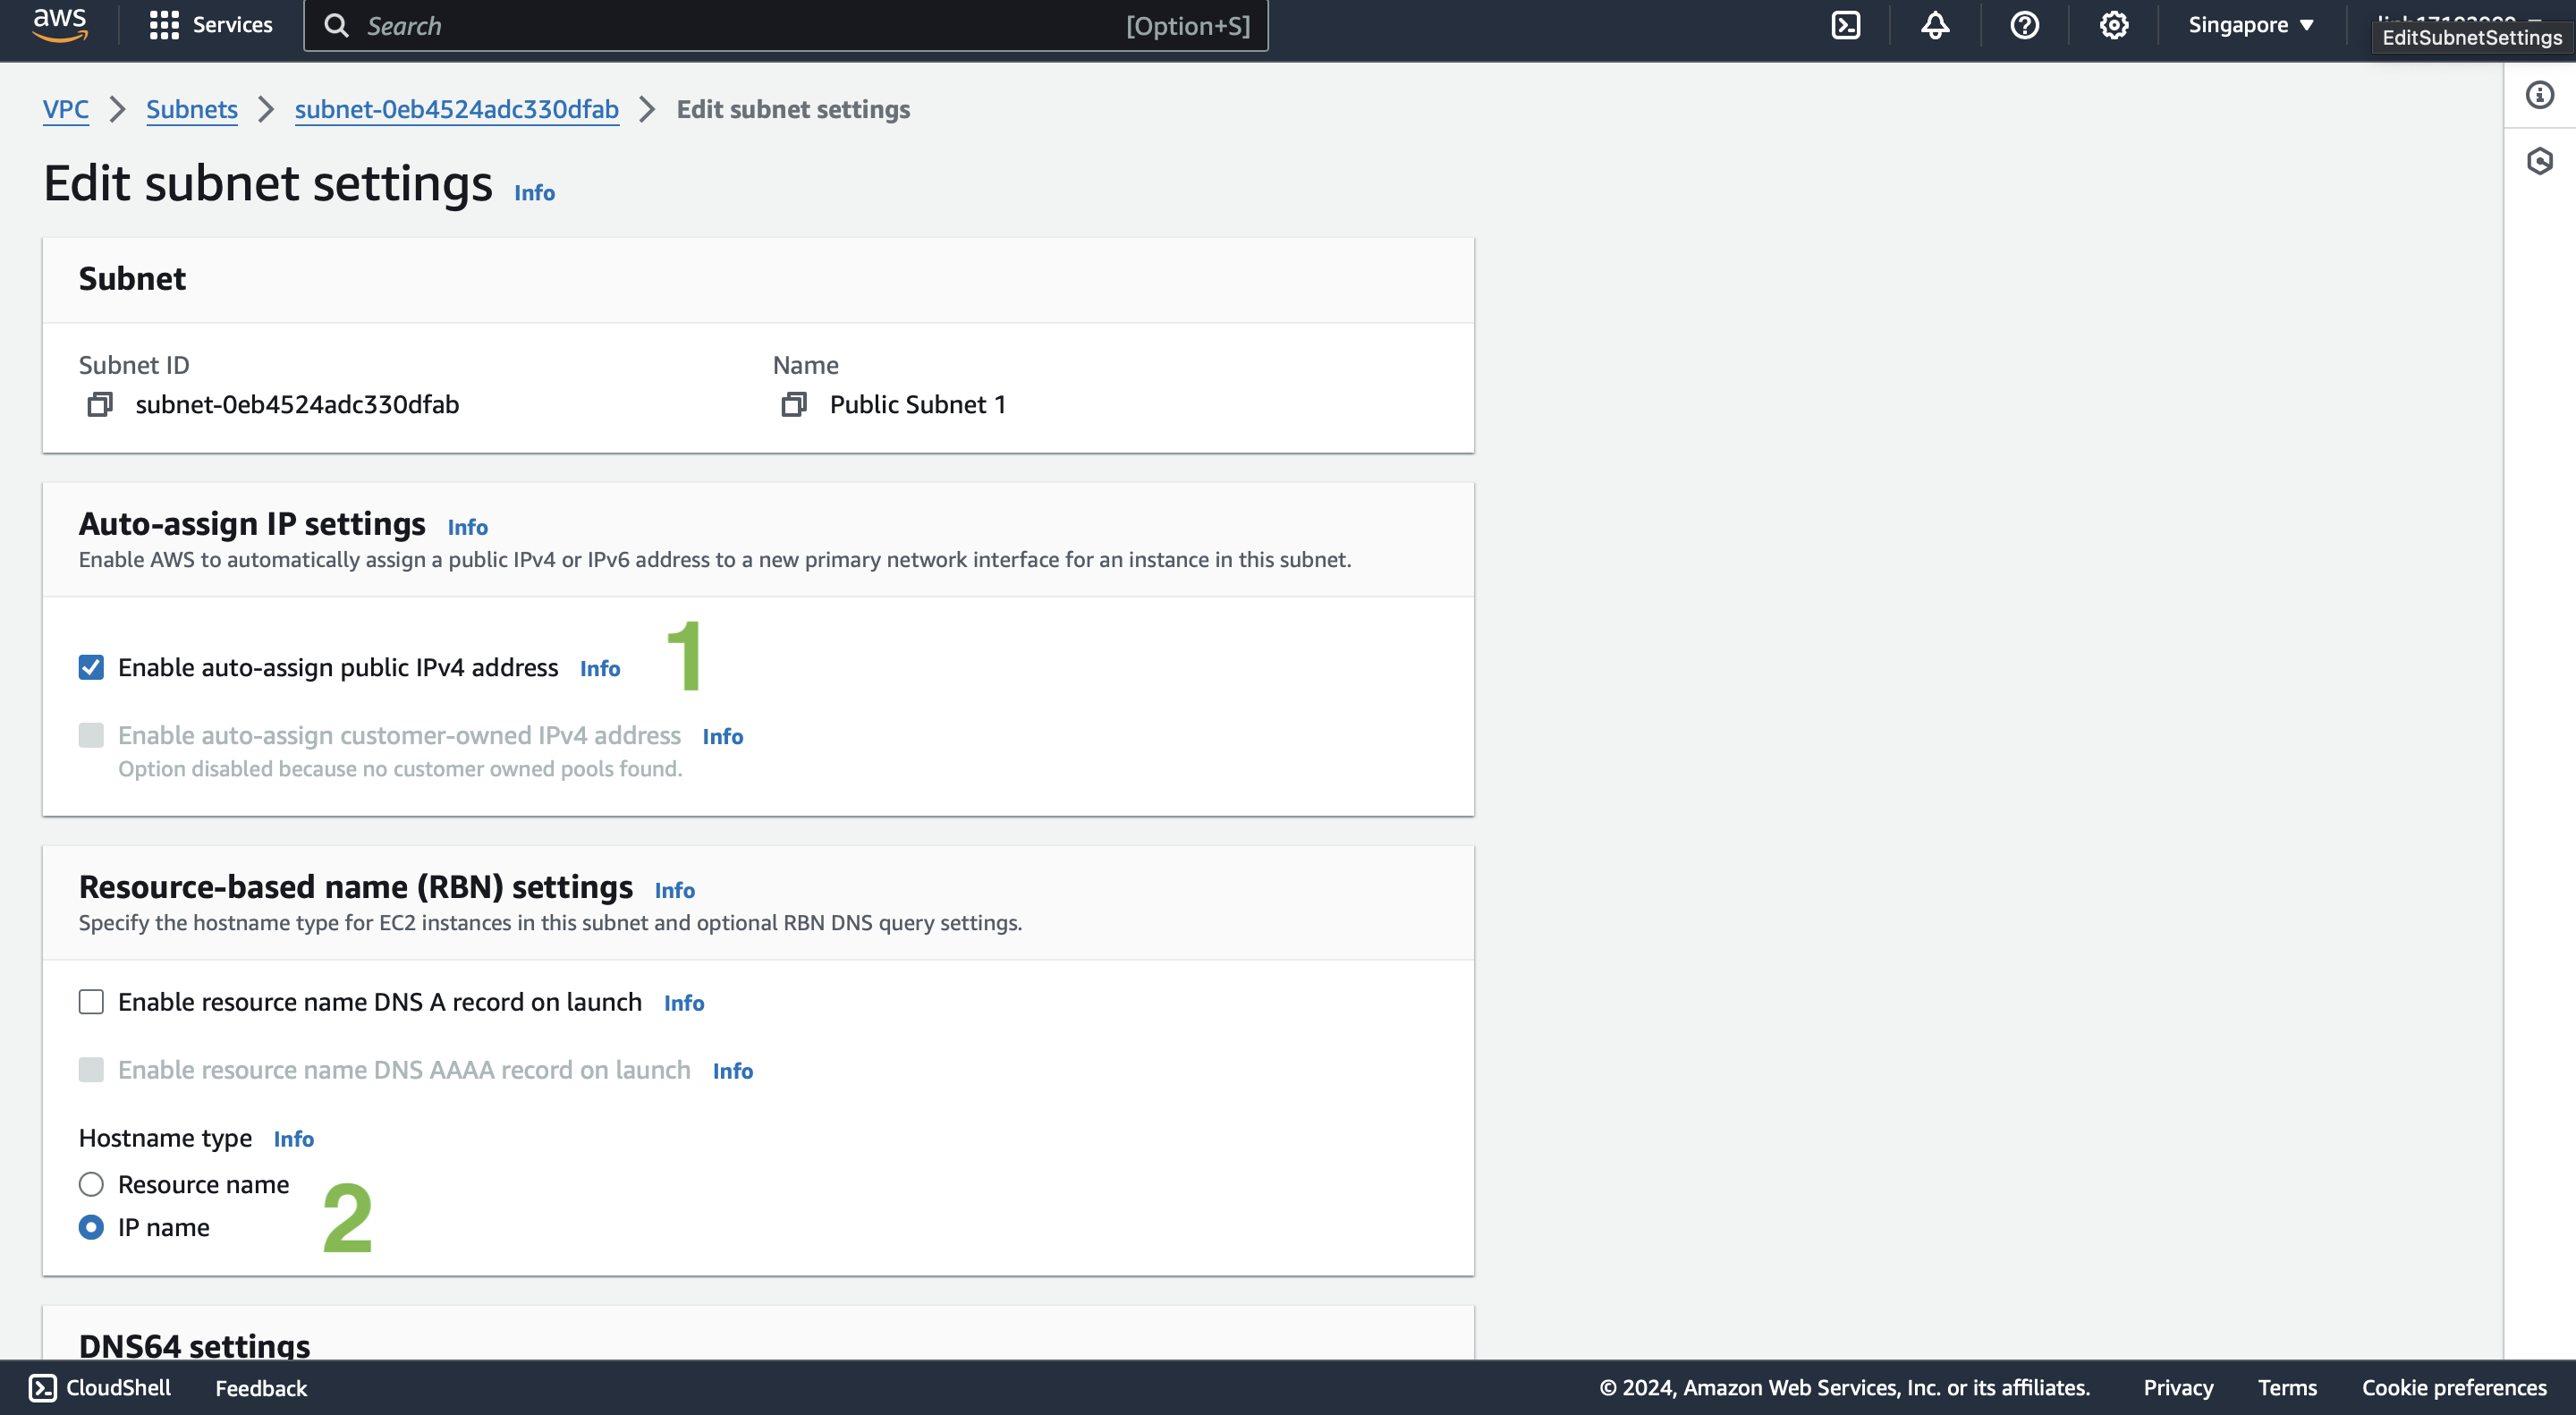 aws
Services
Search
[Option+S]
Singapore
EditSubnetSettings
VPC
Subnets
subnet-0eb4524adc330dfab
Edit subnet settings
Edit subnet settings Info
Subnet
Subnet ID
subnet-0eb4524adc330dfab
Name
Public Subnet 1
Auto-assign IP settings Info
Enable AWS to automatically assign a public IPv4 or IPv6 address to a new primary network interface for an instance in this subnet.
Enable auto-assign public IPv4 address Info
1
Enable auto-assign customer-owned IPv4 address Info
Option disabled because no customer owned pools found.
Resource-based name (RBN) settings Info
Specify the hostname type for EC2 instances in this subnet and optional RBN DNS query settings.
Enable resource name DNS A record on launch Info
Enable resource name DNS AAAA record on launch Info
Hostname type Info
Resource name
IP name
2
DNS64 settings
CloudShell
Feedback
© 2024, Amazon Web Services, Inc. or its affiliates.
Privacy
Terms
Cookie preferences